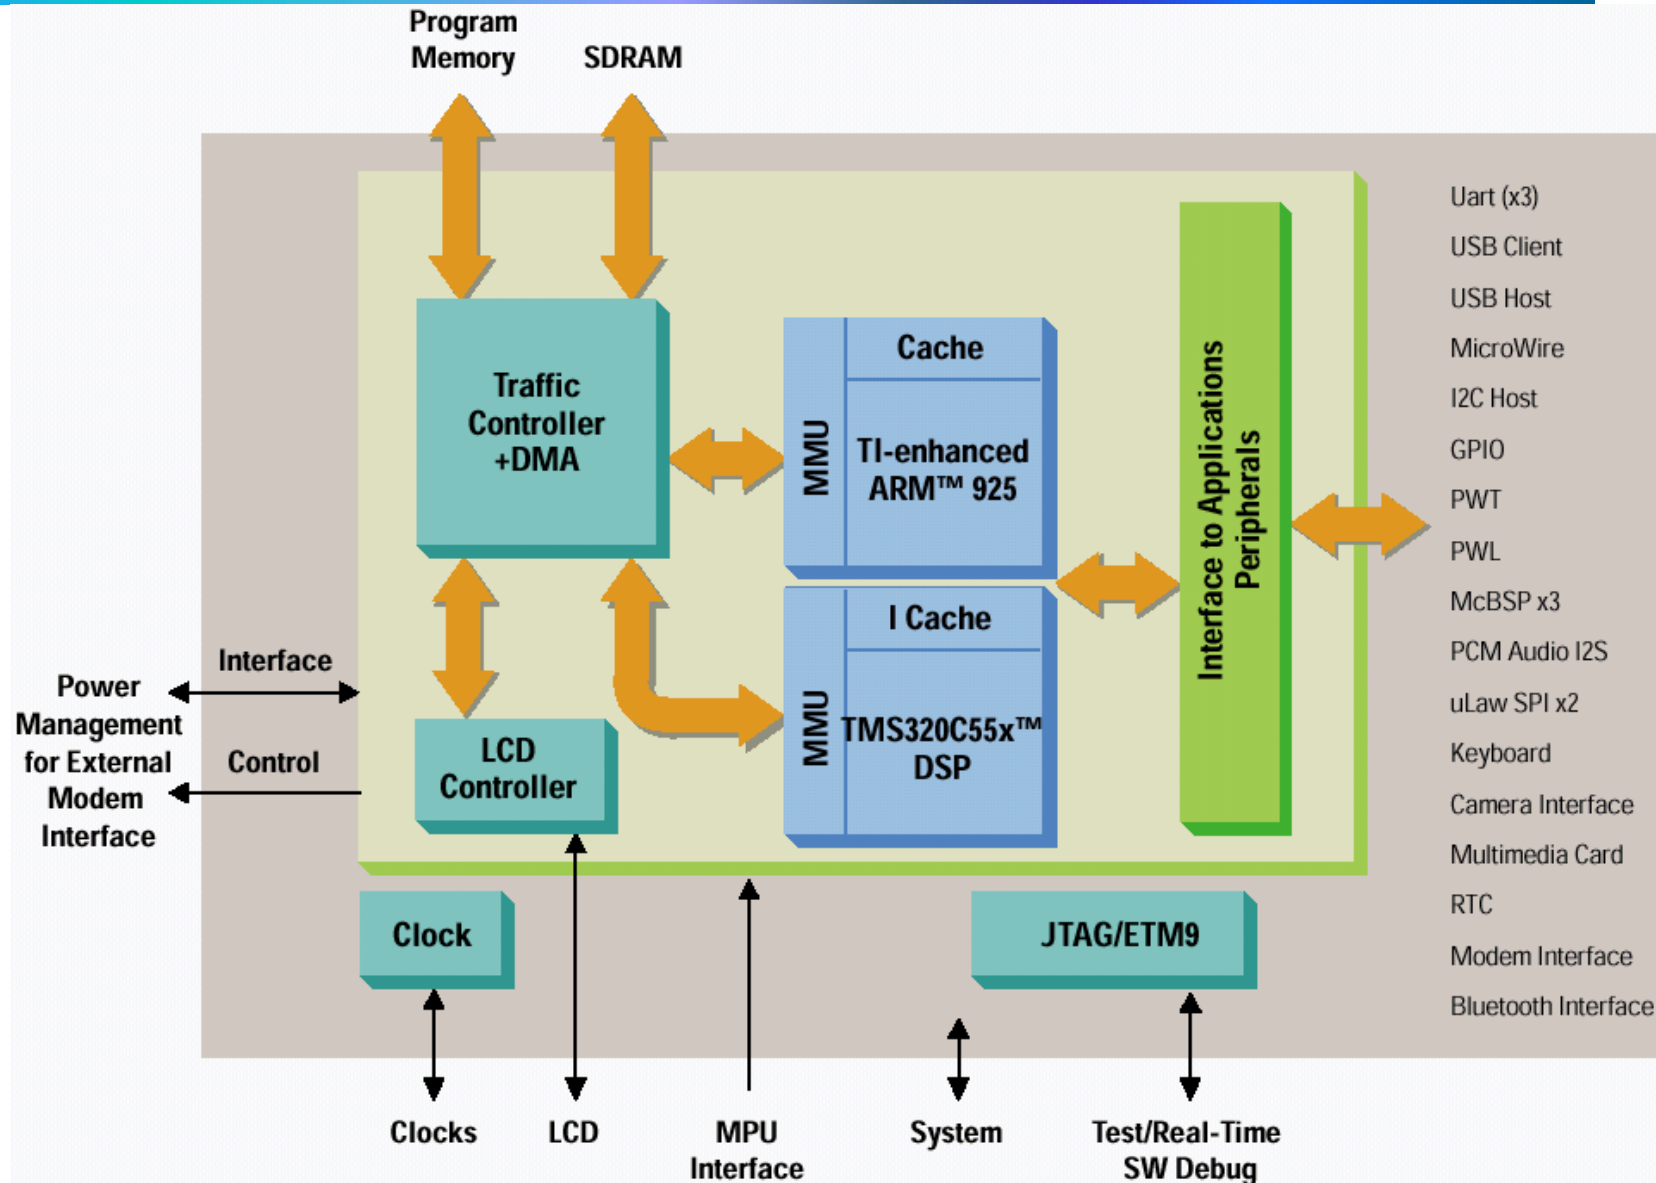 Program
Memory
SDRAM
Traffic
Controller
+DMA
MMU
Cache
TI-enhanced
ARM™ 925
MMU
I Cache
TMS320C55x™
DSP
Interface to Applications
Peripherals
LCD
Controller
Interface
Control
Power
Management
for External
Modem
Interface
Clock
JTAG/ETM9
Clocks
LCD
MPU
Interface
System
Test/Real-Time
SW Debug
Uart (x3)
USB Client
USB Host
MicroWire
I2C Host
GPIO
PWT
PWL
McBSP x3
PCM Audio I2S
uLaw SPI x2
Keyboard
Camera Interface
Multimedia Card
RTC
Modem Interface
Bluetooth Interface